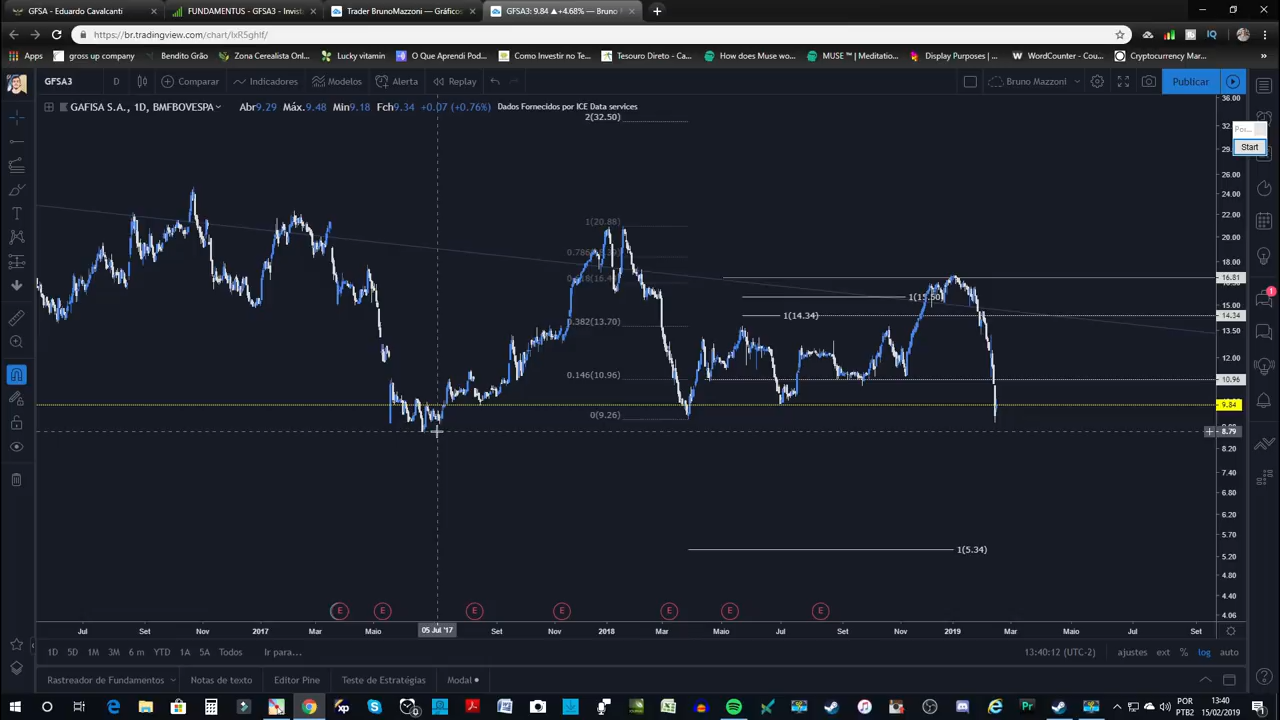 GFSA - Eduardo Cavalcanti
FUNDAMENTUS - GFSA3 - Invist
Trader BrunoMazzoni — Gráficos
GFSA3: 9.84 ▲+4.68% — Bruno
https://br.tradingview.com/chart/IxR5ghIf/
Apps
gross up company
Bendito Grão
Zona Cerealista Onl...
Lucky vitamin
O Que Aprendi Pod...
Como Investir no Te...
Tesouro Direto - Ca...
How does Muse wo...
MUSE ™ | Meditatio...
Display Purposes | ...
WordCounter - Cou...
Cryptocurrency Mar...
GFSA3
D
Comparar
Indicadores
Modelos
Alerta
Replay
Bruno Mazzoni
Publicar
GAFISA S.A., 1D, BMFBOVESPA
Abr9.29 Máx.9.48 Min9.18 Fch9.34 +0.07 (+0.76%)
Dados Fornecidos por ICE Data services
Start
2(32.50)
1(20.88)
0.382(13.70)
0.146(10.96)
0(9.26)
1(15.50)
1(14.34)
1(5.34)
36.00
26.00
24.00
22.00
20.00
18.00
16.81
15.00
14.34
13.50
12.00
10.96
9.84
8.79
8.20
7.40
6.80
6.20
5.70
5.20
4.80
4.40
4.06
E E E E E E E
Jul Set Nov 2017 Mar Maio 05 Jul '17 Set Nov 2018 Mar Maio Jul Set Nov 2019 Mar Maio Jul Set
1D 5D 1M 3M 6 m YTD 1A 5A Todos Ir para...
13:40:12 (UTC-2) ajustes ext % log auto
Rastreador de Fundamentos Notas de texto Editor Pine Teste de Estratégias Modal
1
POR
PTB2
13:40
15/02/2019